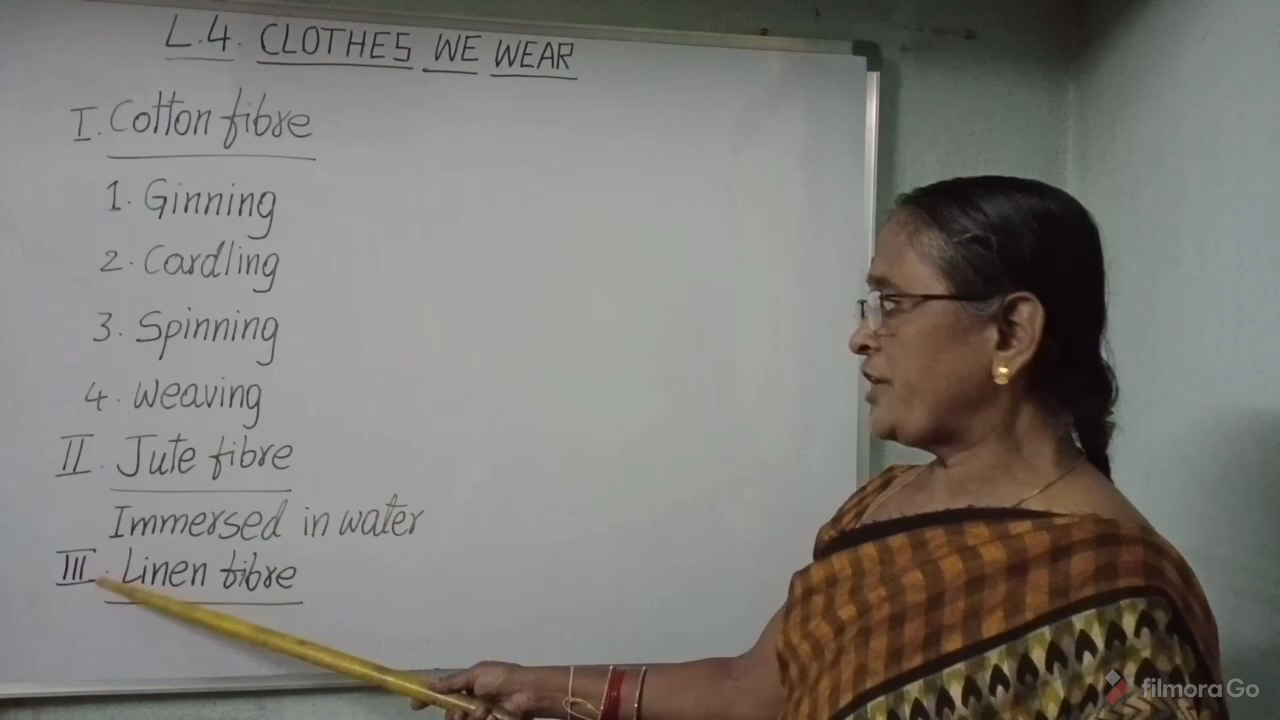 L.4. CLOTHES WE WEAR
I. Cotton fibre
1. Ginning
2. Cardling
3. Spinning
4. Weaving
II. Jute fibre
Immersed in water
III. Linen fibre
filmora Go